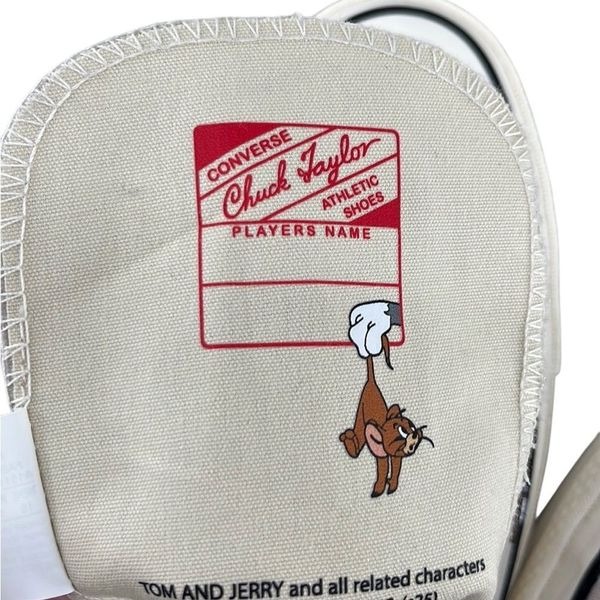 CONVERSE
Chuck Taylor
ATHLETIC
SHOES
PLAYERS NAME
TOM AND JERRY and all related characters